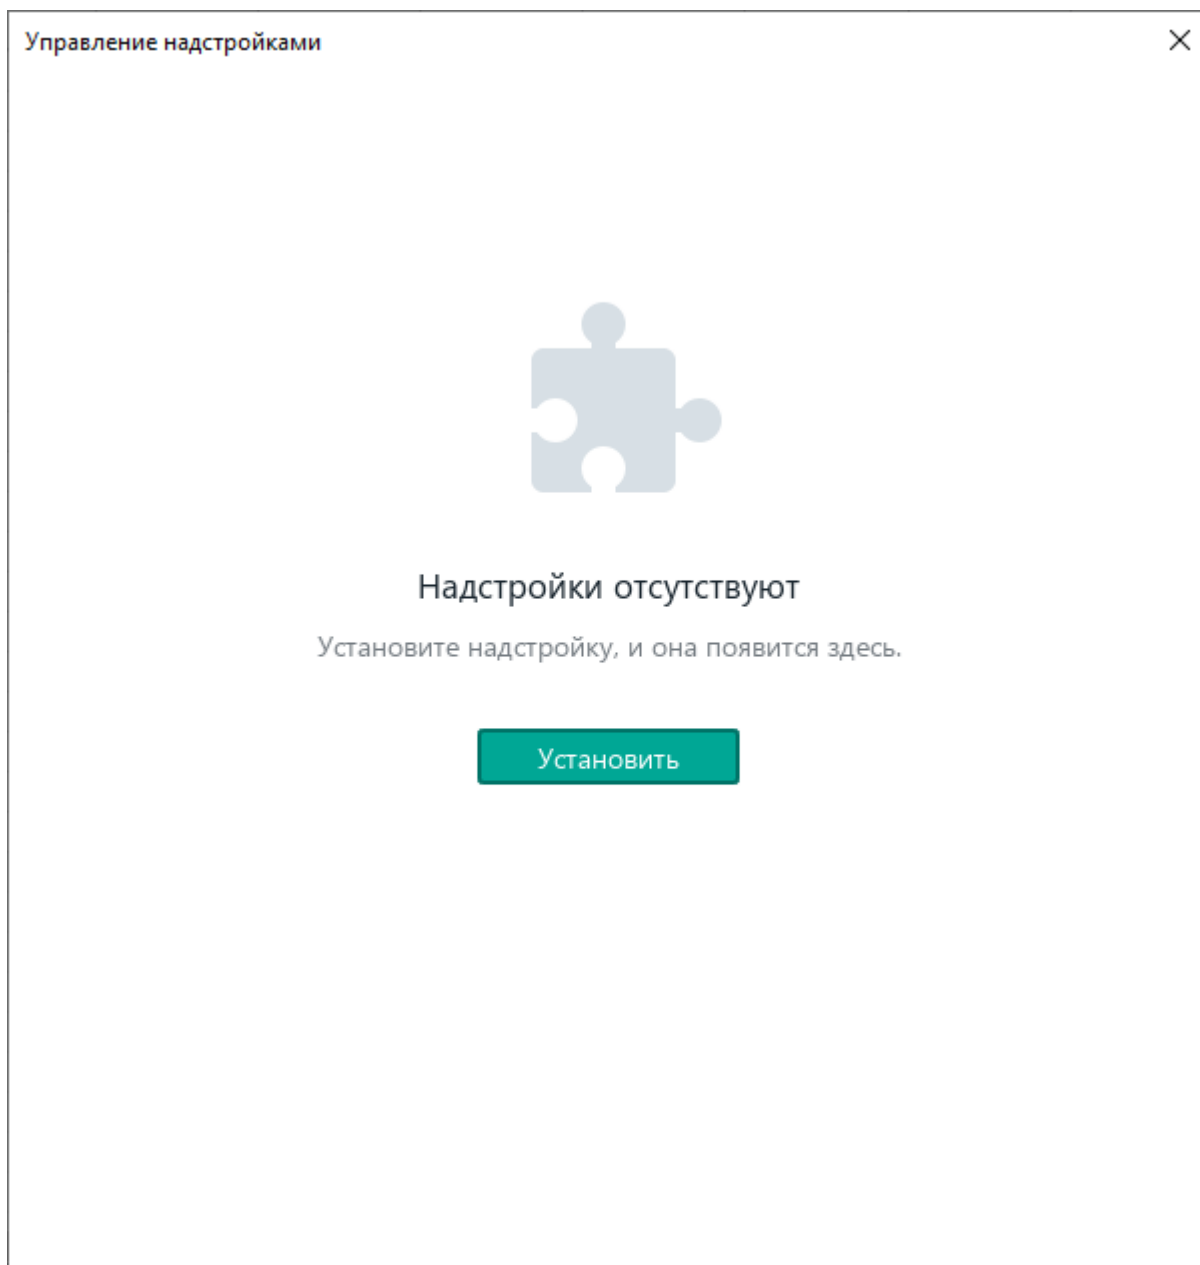 Управление надстройками
Надстройки отсутствуют
Установите надстройку, и она появится здесь.
Установить